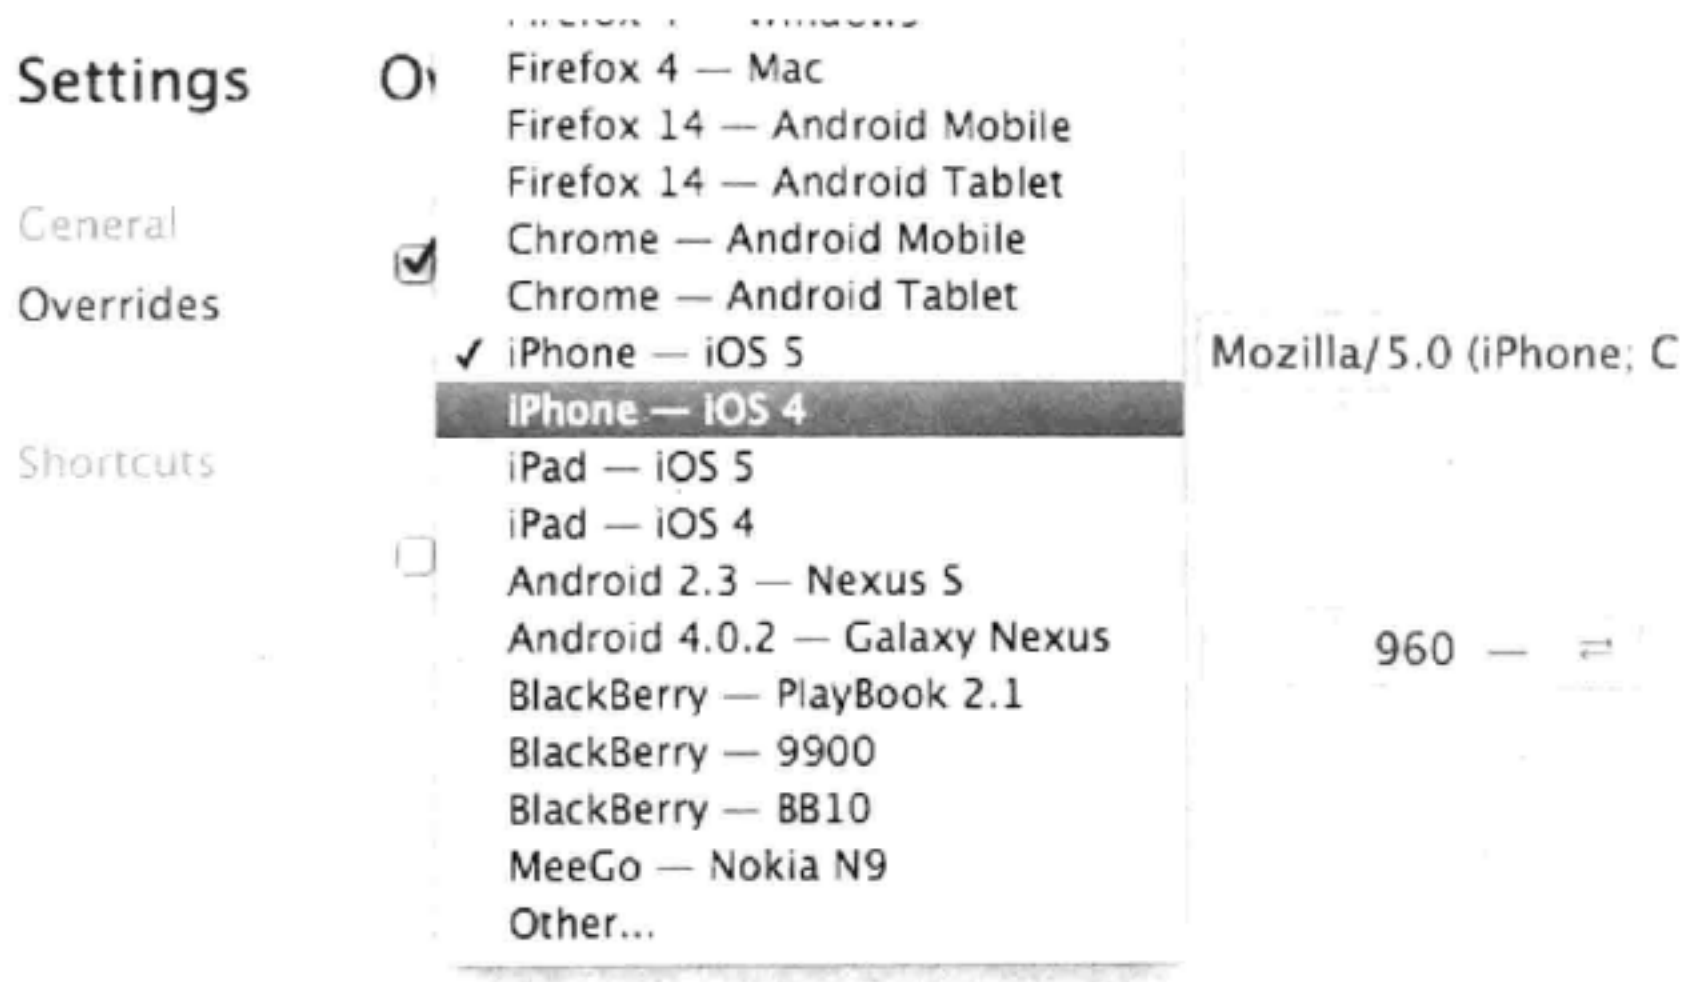 Settings
General
Overrides
Shortcuts
Firefox 4 — Mac
Firefox 14 — Android Mobile
Firefox 14 — Android Tablet
Chrome — Android Mobile
Chrome — Android Tablet
✓ iPhone — iOS 5
iPhone — iOS 4
iPad — iOS 5
iPad — iOS 4
Android 2.3 — Nexus S
Android 4.0.2 — Galaxy Nexus
BlackBerry — PlayBook 2.1
BlackBerry — 9900
BlackBerry — BB10
MeeGo — Nokia N9
Other...
Mozilla/5.0 (iPhone; C
960 — ⇄